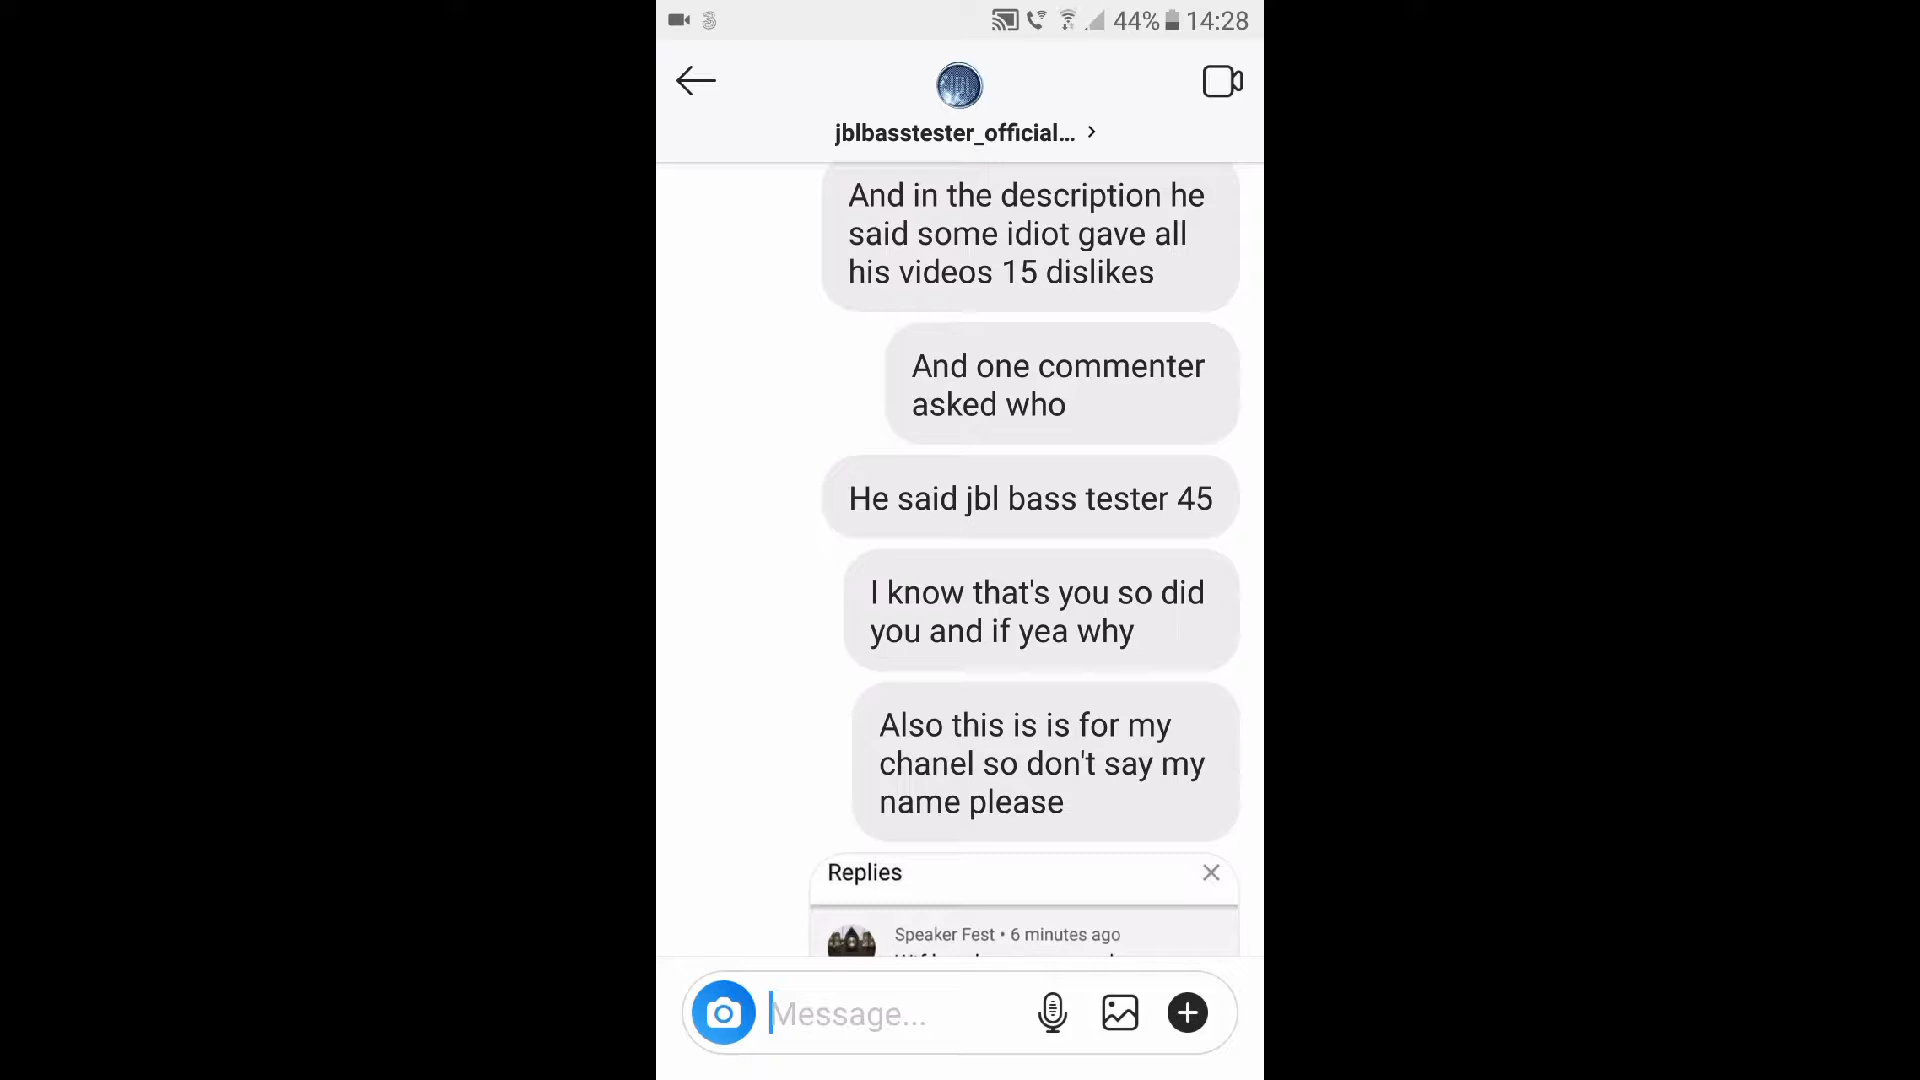 44% 14:28
jblbasstester_official... >
And in the description he
said some idiot gave all
his videos 15 dislikes
And one commenter
asked who
He said jbl bass tester 45
I know that's you so did
you and if yea why
Also this is is for my
chanel so don't say my
name please
Replies
Speaker Fest • 6 minutes ago
Message...